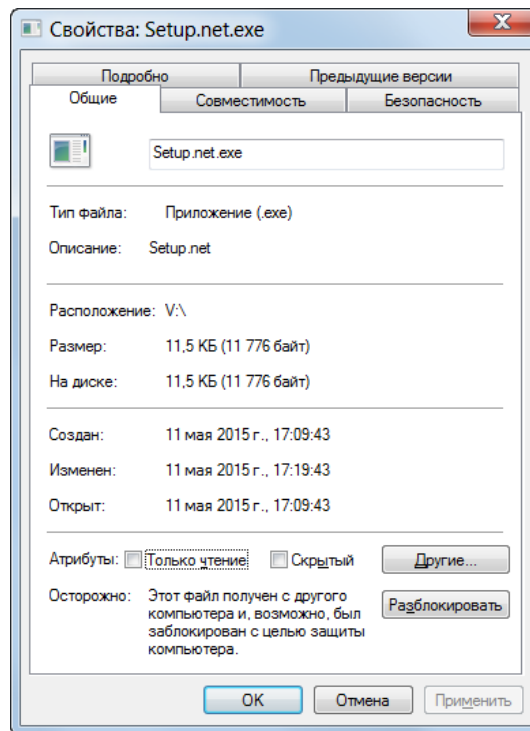 Свойства: Setup.net.exe
Подробно
Предыдущие версии
Общие
Совместимость
Безопасность
Setup.net.exe
Тип файла: Приложение (.exe)
Описание: Setup.net
Расположение: V:\
Размер: 11,5 КБ (11 776 байт)
На диске: 11,5 КБ (11 776 байт)
Создан: 11 мая 2015 г., 17:09:43
Изменен: 11 мая 2015 г., 17:19:43
Открыт: 11 мая 2015 г., 17:09:43
Атрибуты: Только чтение Скрытый Другие...
Осторожно: Этот файл получен с другого
компьютера и, возможно, был
заблокирован с целью защиты
компьютера.
Разблокировать
OK Отмена Применить